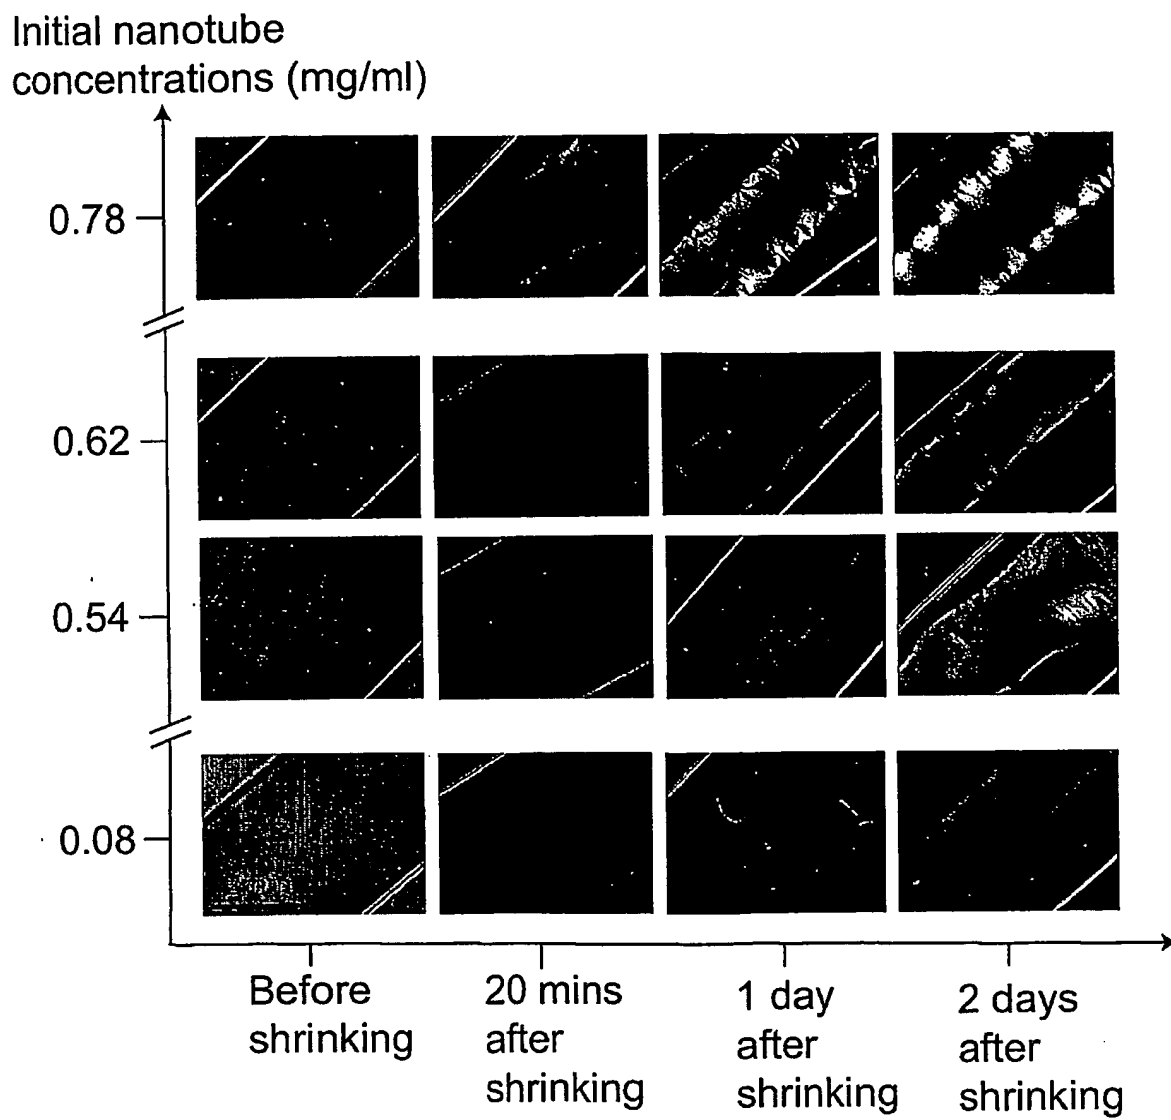 Initial nanotube
concentrations (mg/ml)
0.78
0.62
0.54
0.08
Before
shrinking
20 mins
after
shrinking
1 day
after
shrinking
2 days
after
shrinking